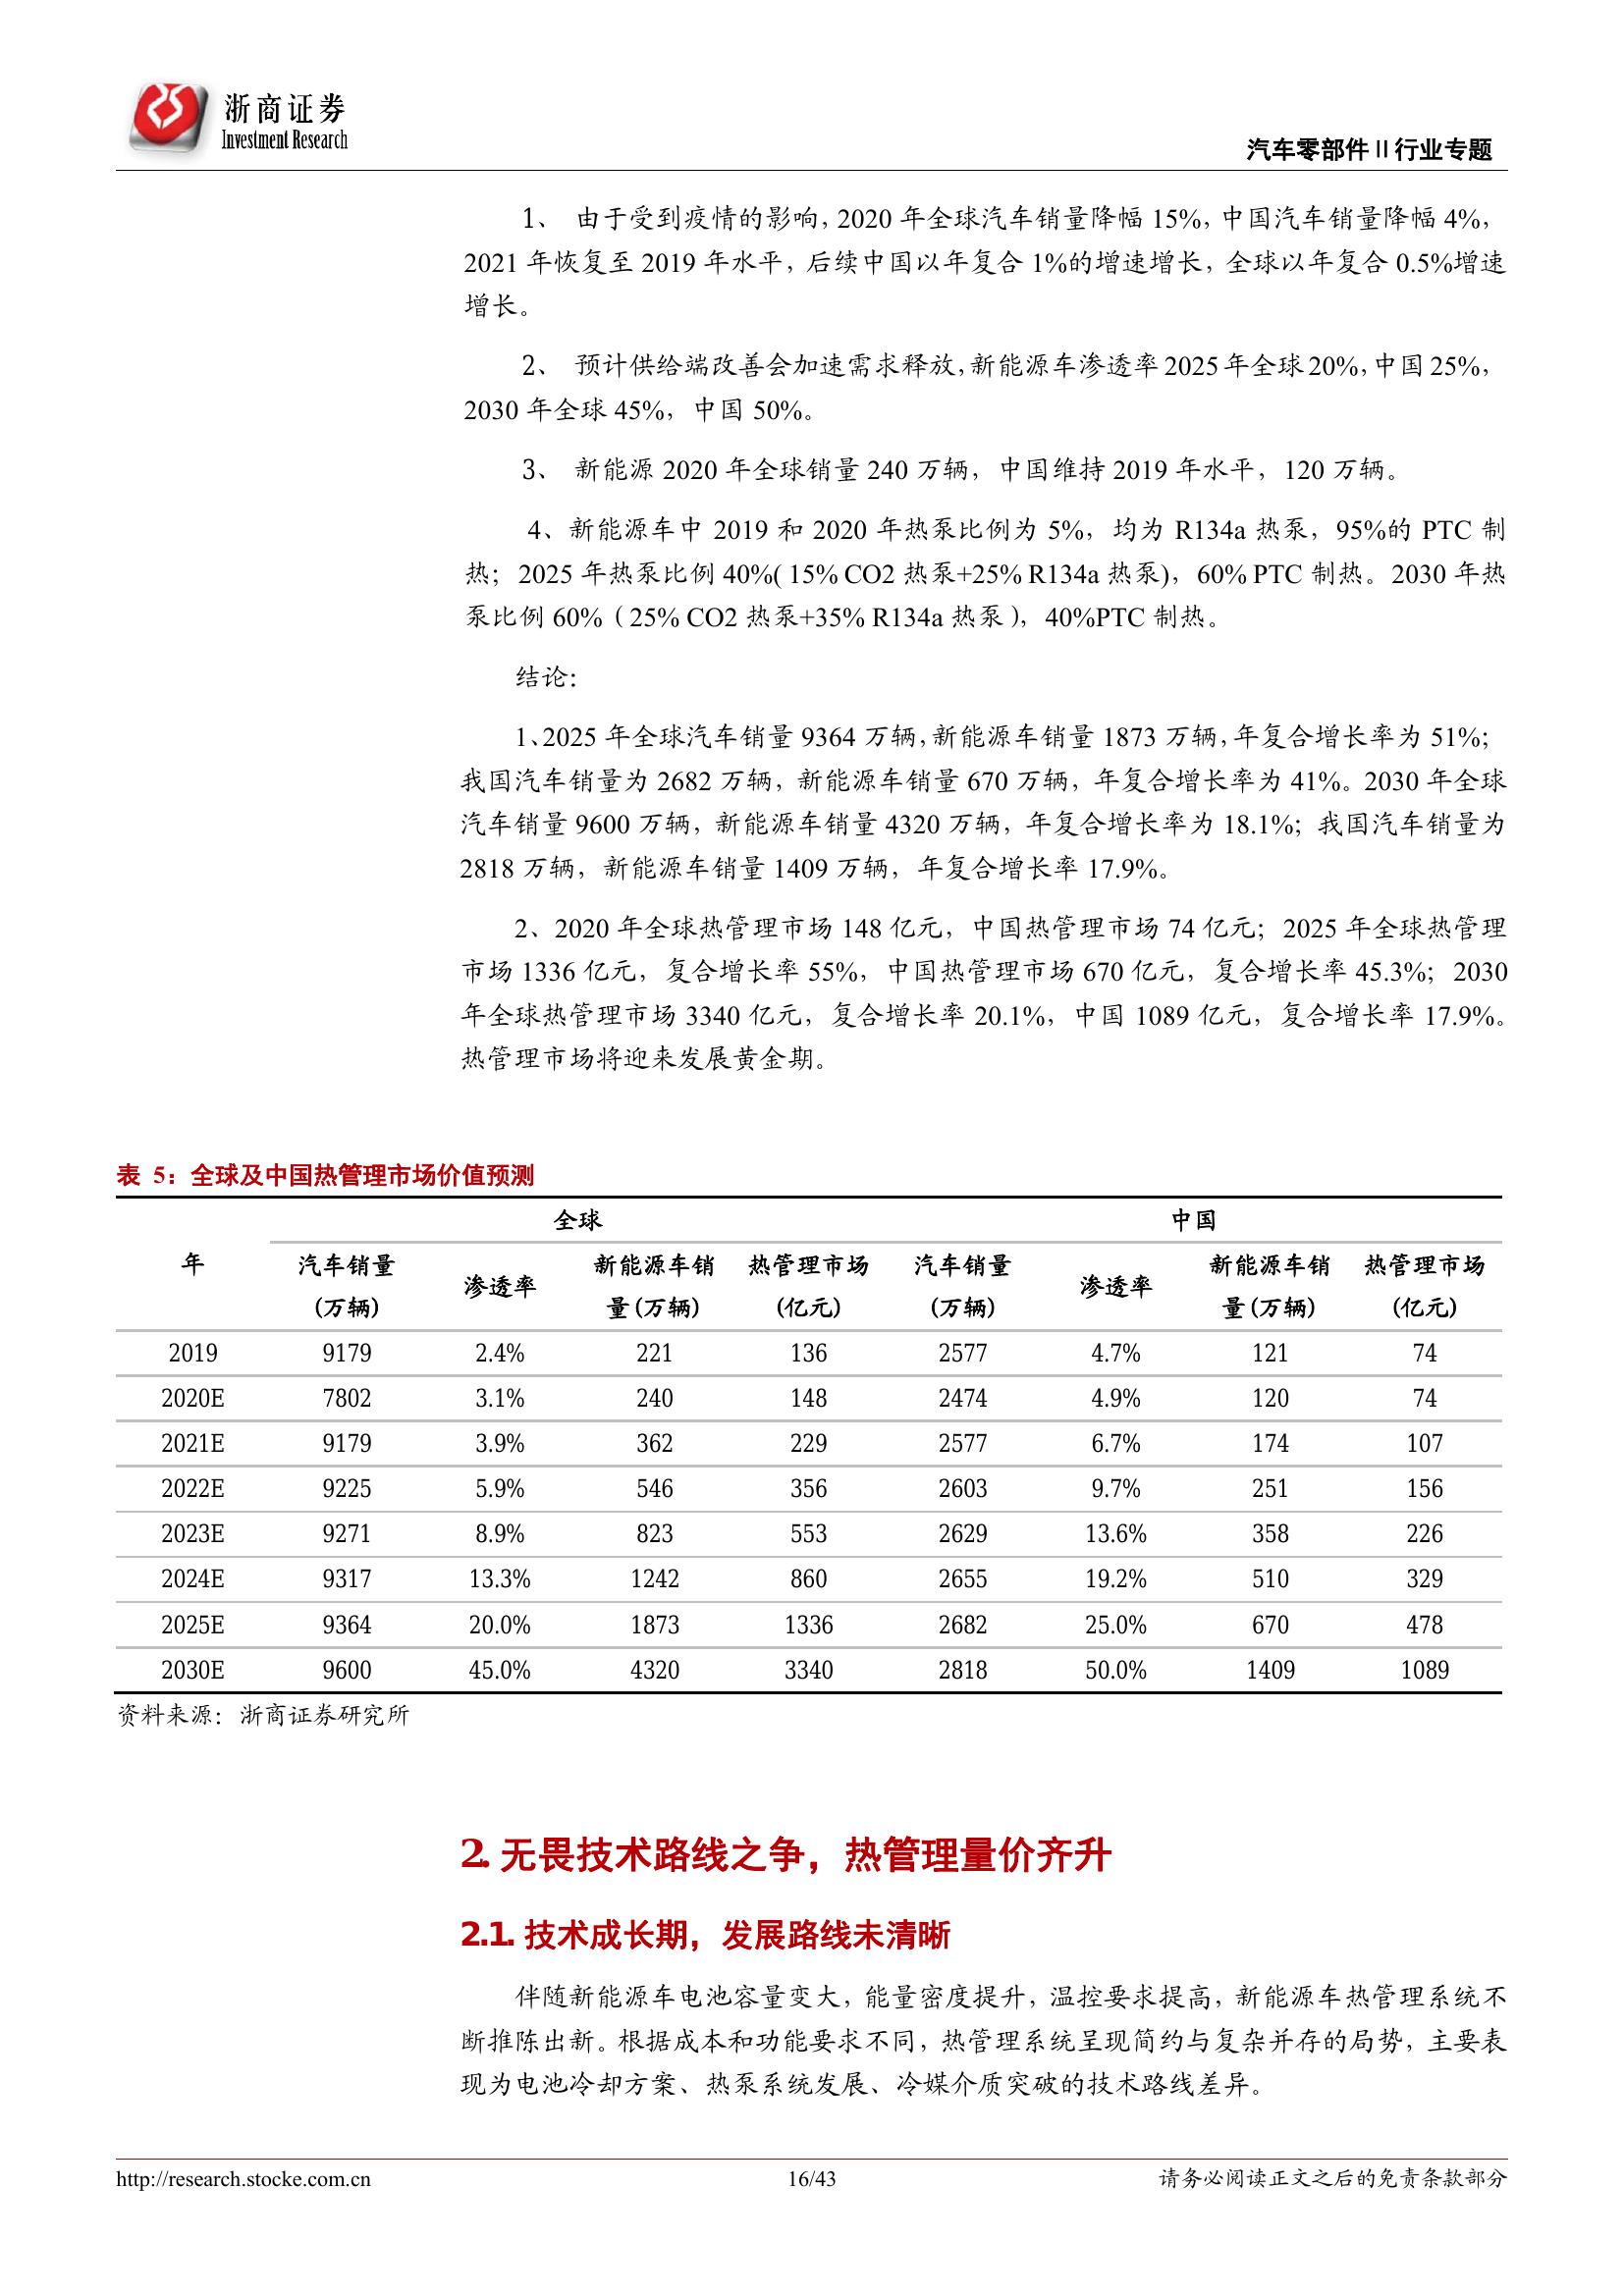 浙商证券
Investment Research
汽车零部件Ⅱ行业专题
1、 由于受到疫情的影响，2020 年全球汽车销量降幅 15%，中国汽车销量降幅 4%，
2021 年恢复至 2019 年水平，后续中国以年复合 1%的增速增长，全球以年复合 0.5%增速
增长。
2、 预计供给端改善会加速需求释放，新能源车渗透率 2025 年全球 20%，中国 25%，
2030 年全球 45%，中国 50%。
3、 新能源 2020 年全球销量 240 万辆，中国维持 2019 年水平，120 万辆。
4、新能源车中 2019 和 2020 年热泵比例为 5%，均为 R134a 热泵，95%的 PTC 制
热；2025 年热泵比例 40%( 15% CO2 热泵+25% R134a 热泵)，60% PTC 制热。2030 年热
泵比例 60%（25% CO2 热泵+35% R134a 热泵），40%PTC 制热。
结论：
1、2025 年全球汽车销量 9364 万辆，新能源车销量 1873 万辆，年复合增长率为 51%；
我国汽车销量为 2682 万辆，新能源车销量 670 万辆，年复合增长率为 41%。2030 年全球
汽车销量 9600 万辆，新能源车销量 4320 万辆，年复合增长率为 18.1%；我国汽车销量为
2818 万辆，新能源车销量 1409 万辆，年复合增长率 17.9%。
2、2020 年全球热管理市场 148 亿元，中国热管理市场 74 亿元；2025 年全球热管理
市场 1336 亿元，复合增长率 55%，中国热管理市场 670 亿元，复合增长率 45.3%；2030
年全球热管理市场 3340 亿元，复合增长率 20.1%，中国 1089 亿元，复合增长率 17.9%。
热管理市场将迎来发展黄金期。
表 5：全球及中国热管理市场价值预测
全球 中国
年 汽车销量 渗透率 新能源车销 热管理市场 汽车销量 渗透率 新能源车销 热管理市场
(万辆) 量(万辆) (亿元) (万辆) 量(万辆) (亿元)
2019 9179 2.4% 221 136 2577 4.7% 121 74
2020E 7802 3.1% 240 148 2474 4.9% 120 74
2021E 9179 3.9% 362 229 2577 6.7% 174 107
2022E 9225 5.9% 546 356 2603 9.7% 251 156
2023E 9271 8.9% 823 553 2629 13.6% 358 226
2024E 9317 13.3% 1242 860 2655 19.2% 510 329
2025E 9364 20.0% 1873 1336 2682 25.0% 670 478
2030E 9600 45.0% 4320 3340 2818 50.0% 1409 1089
资料来源：浙商证券研究所
2. 无畏技术路线之争，热管理量价齐升
2.1. 技术成长期，发展路线未清晰
伴随新能源车电池容量变大，能量密度提升，温控要求提高，新能源车热管理系统不
断推陈出新。根据成本和功能要求不同，热管理系统呈现简约与复杂并存的局势，主要表
现为电池冷却方案、热泵系统发展、冷媒介质突破的技术路线差异。
http://research.stocke.com.cn 16/43 请务必阅读正文之后的免责条款部分